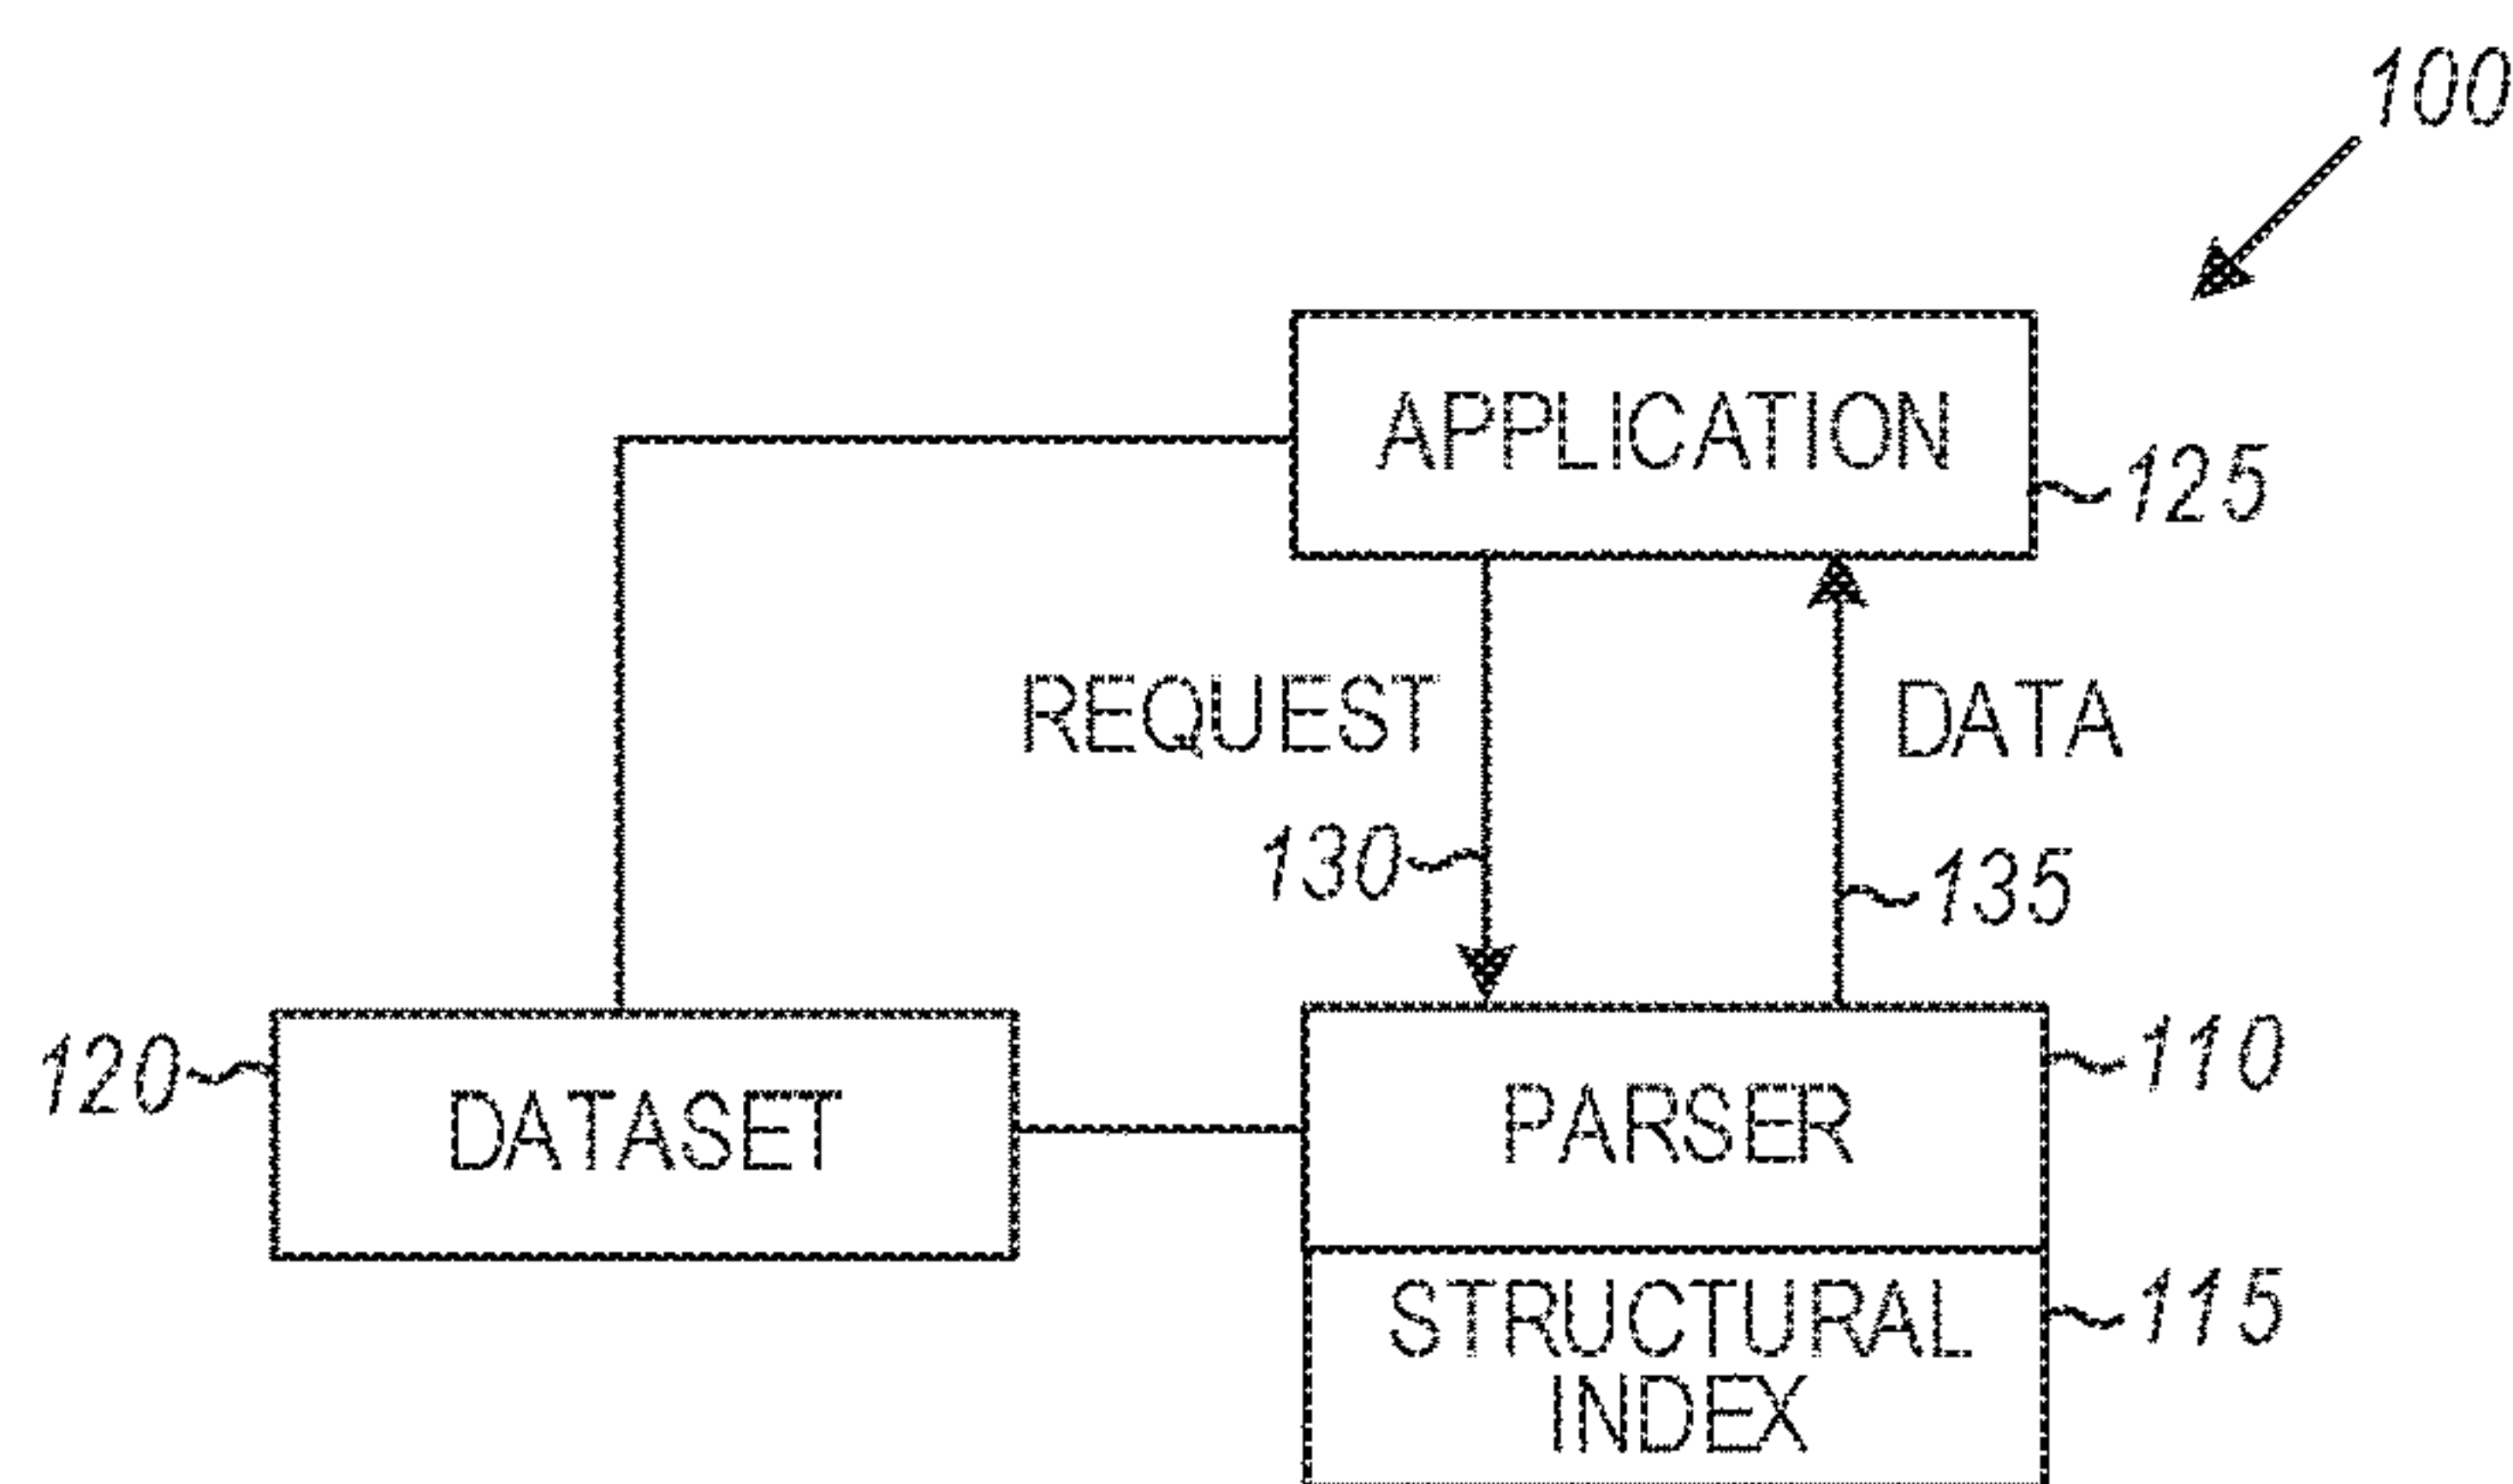 100
APPLICATION
125
REQUEST
DATA
130
135
120
DATASET
PARSER
110
STRUCTURAL
INDEX
115